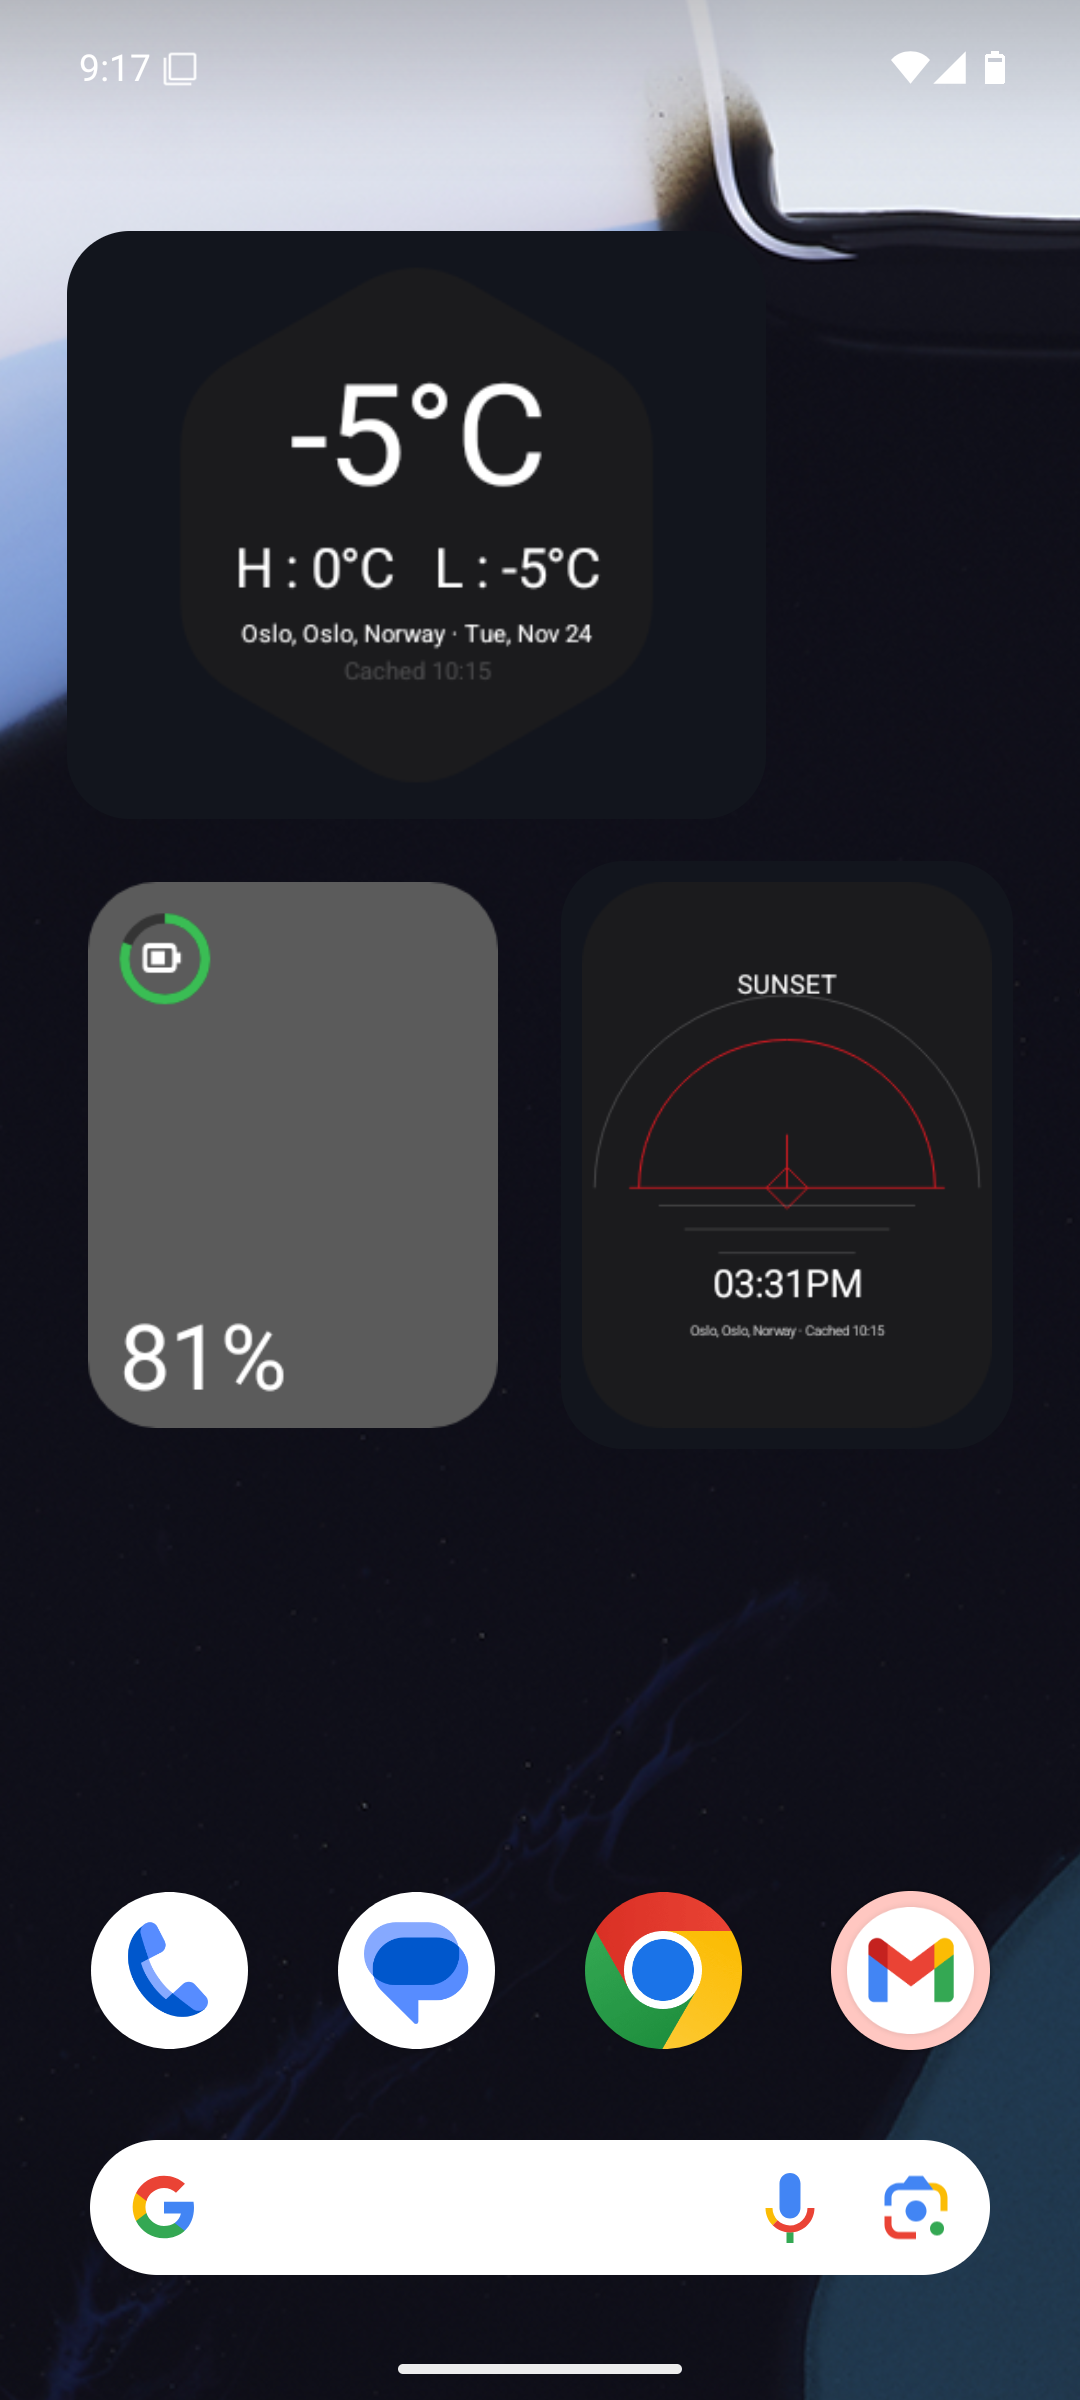 9:17
-5°C
H : 0°C L : -5°C
Oslo, Oslo, Norway · Tue, Nov 24
Cached 10:15
81%
SUNSET
03:31PM
Oslo, Oslo, Norway · Cached 10:15